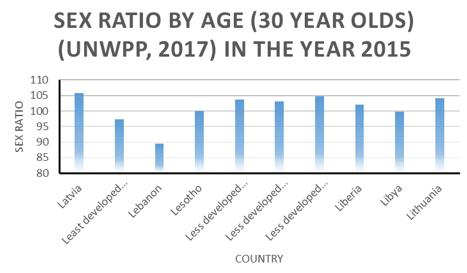 SEX RATIO BY AGE (30 YEAR OLDS)
(UNWPP, 2017) IN THE YEAR 2015
SEX RATIO
110
105
100
95
90
85
80
Latvia
Least developed...
Lebanon
Lesotho
Less developed...
Less developed...
Less developed...
Liberia
Libya
Lithuania
COUNTRY